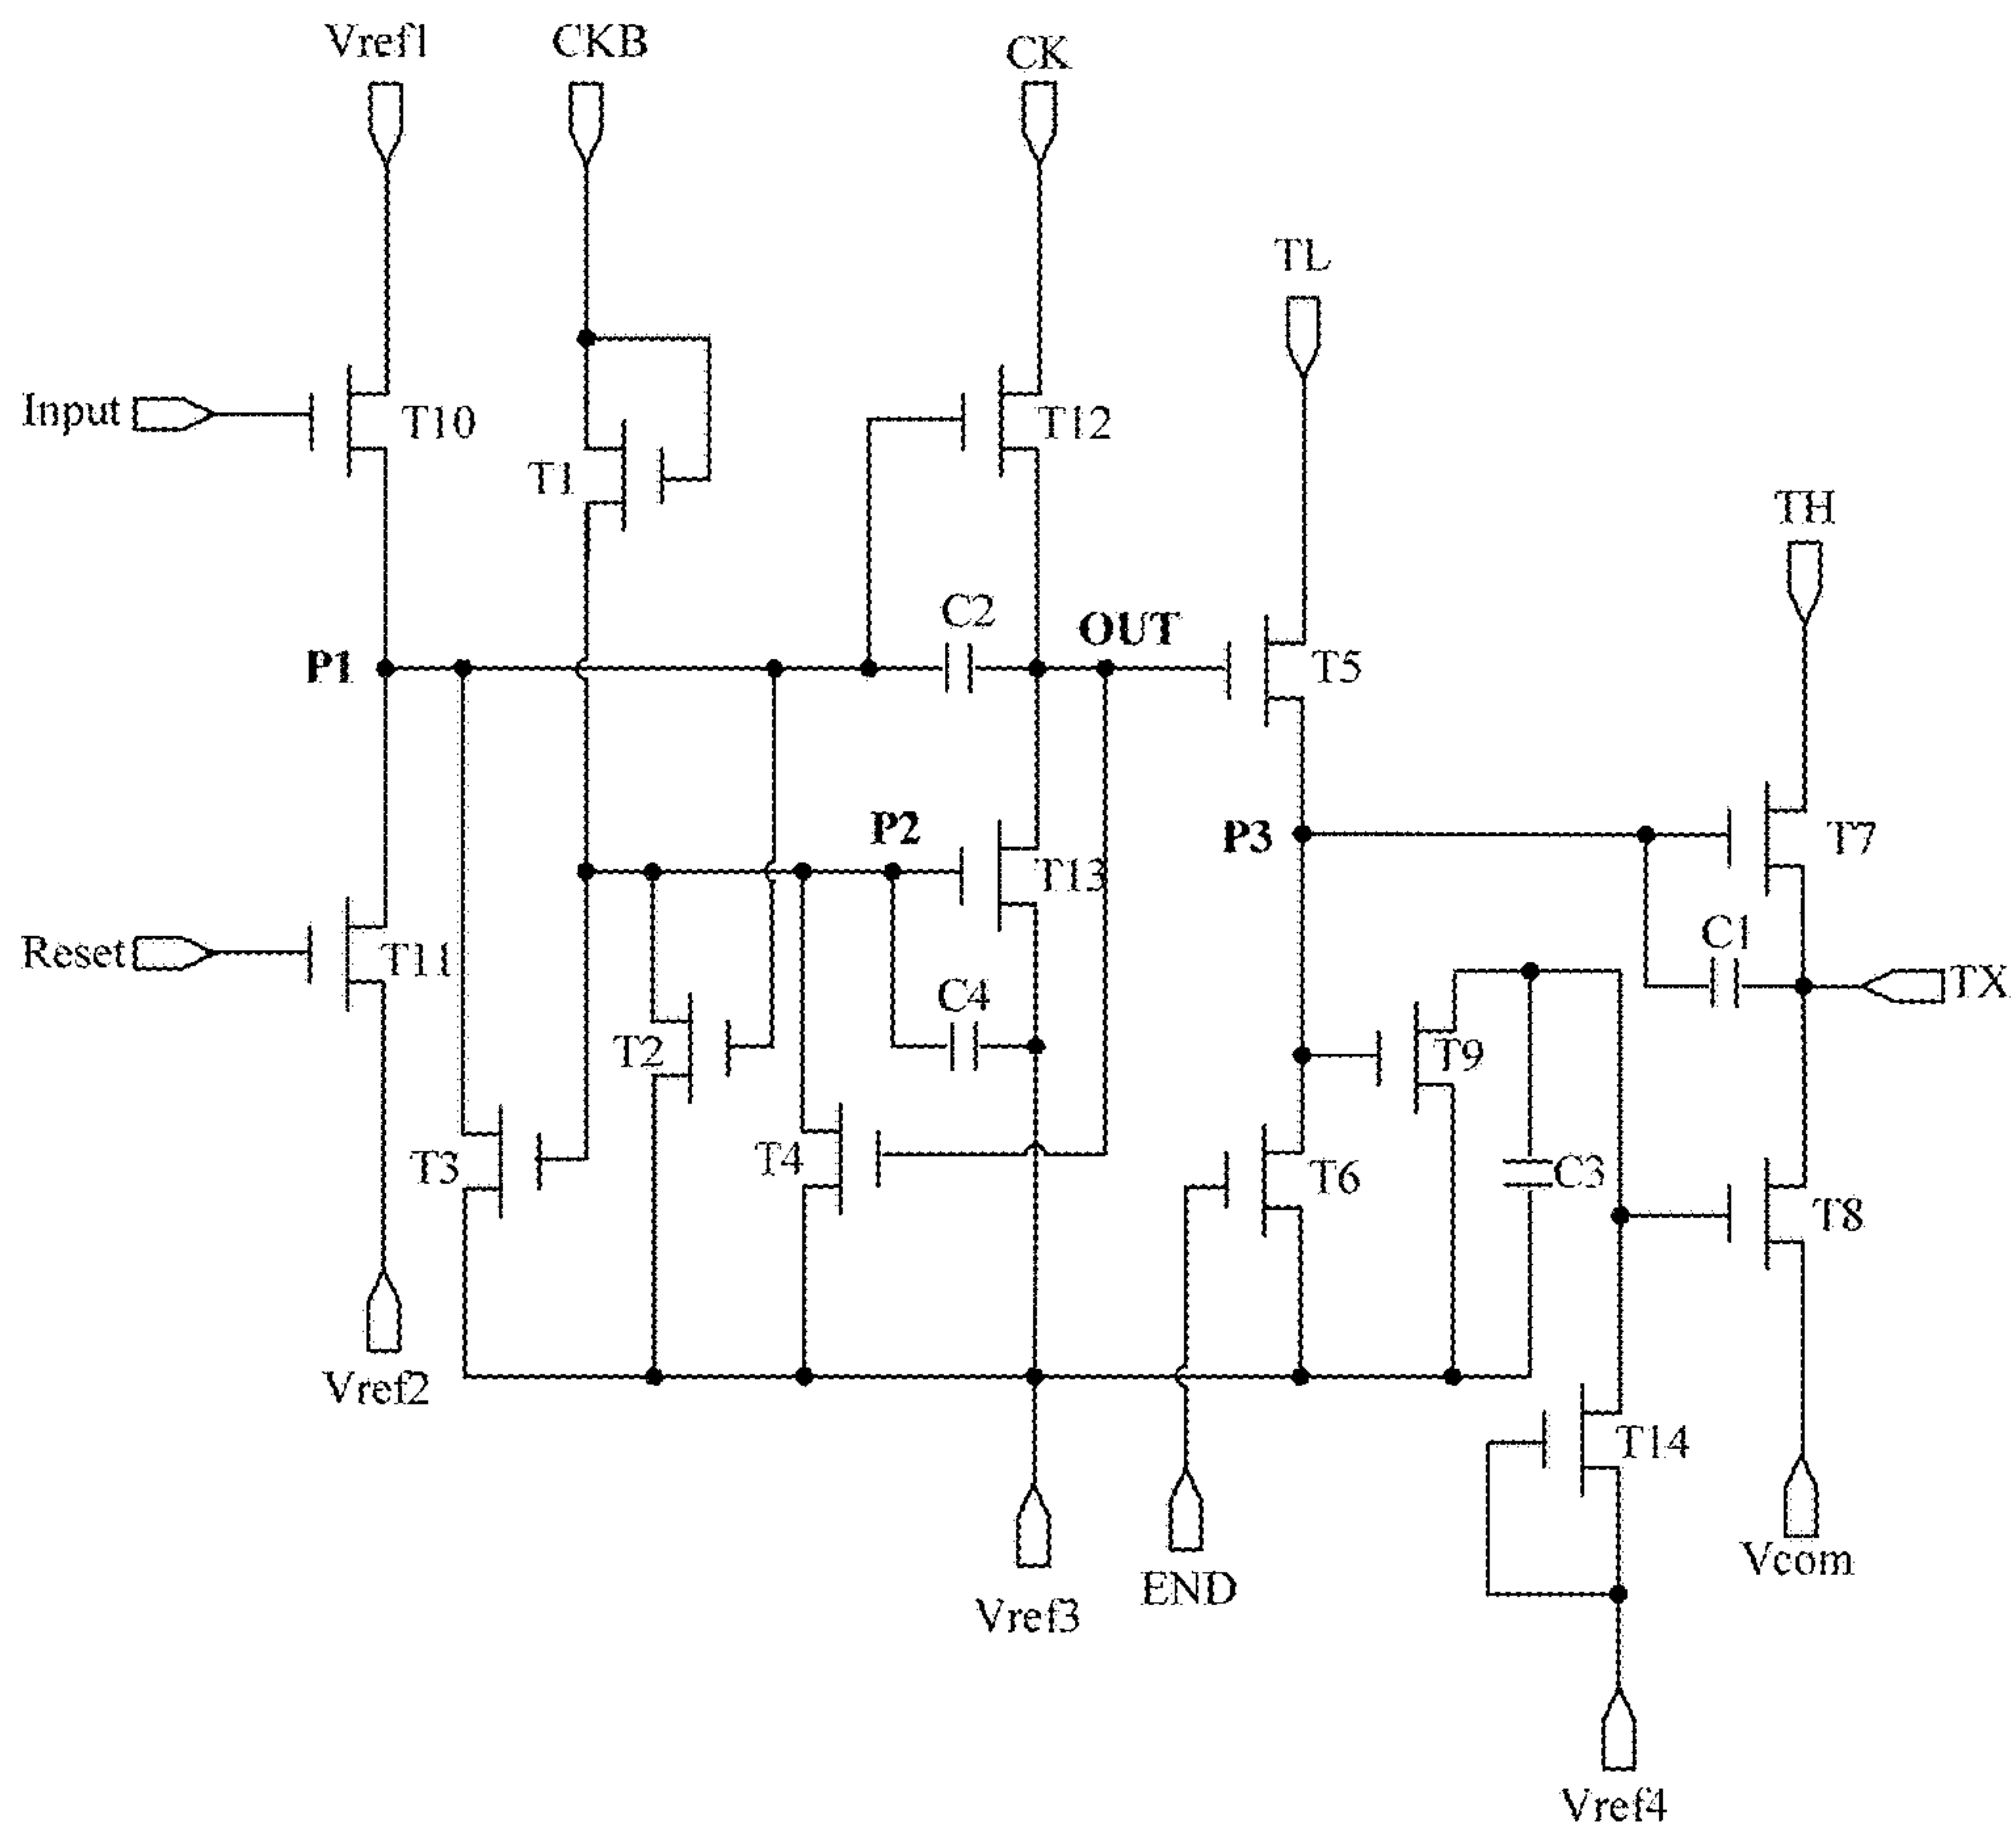 Vref1
CKB
CK
TL
Input
T10
T12
T1
TH
C2
OUT
P1
T5
P2
P3
T7
T13
Reset
T11
C1
C4
TX
T2
T9
T3
T4
T6
C3
T8
Vref2
T14
Vcom
END
Vref3
Vref4